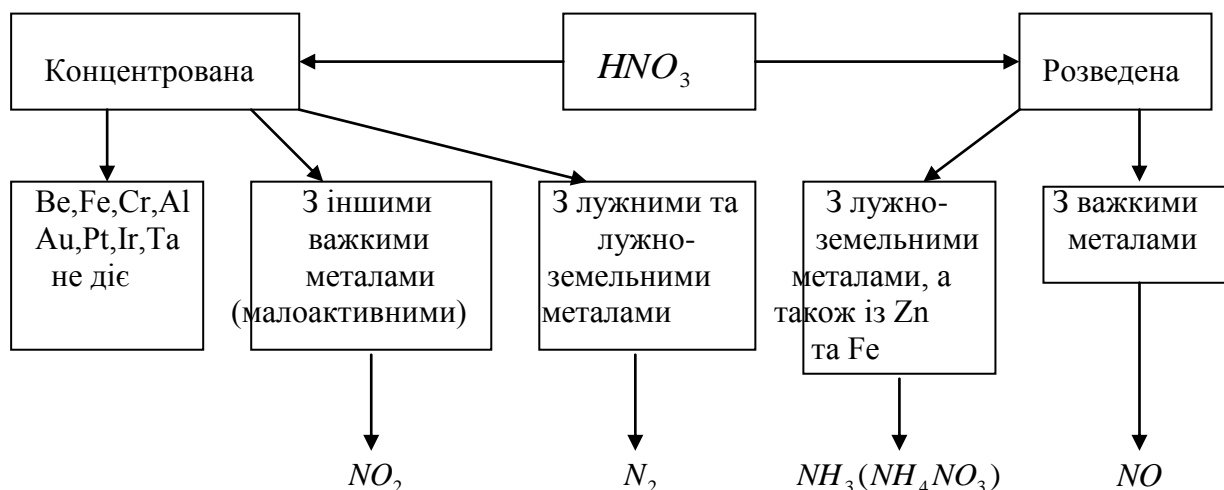 Концентрована
HNO₃
Розведена
Be,Fe,Cr,Al
Au,Pt,Ir,Ta
не діє
З іншими
важкими
металами
(малоактивними)
З лужними та
лужно-
земельними
металами
З лужно-
земельними
металами, а
також із Zn
та Fe
З важкими
металами
NO₂
N₂
NH₃(NH₄NO₃)
NO